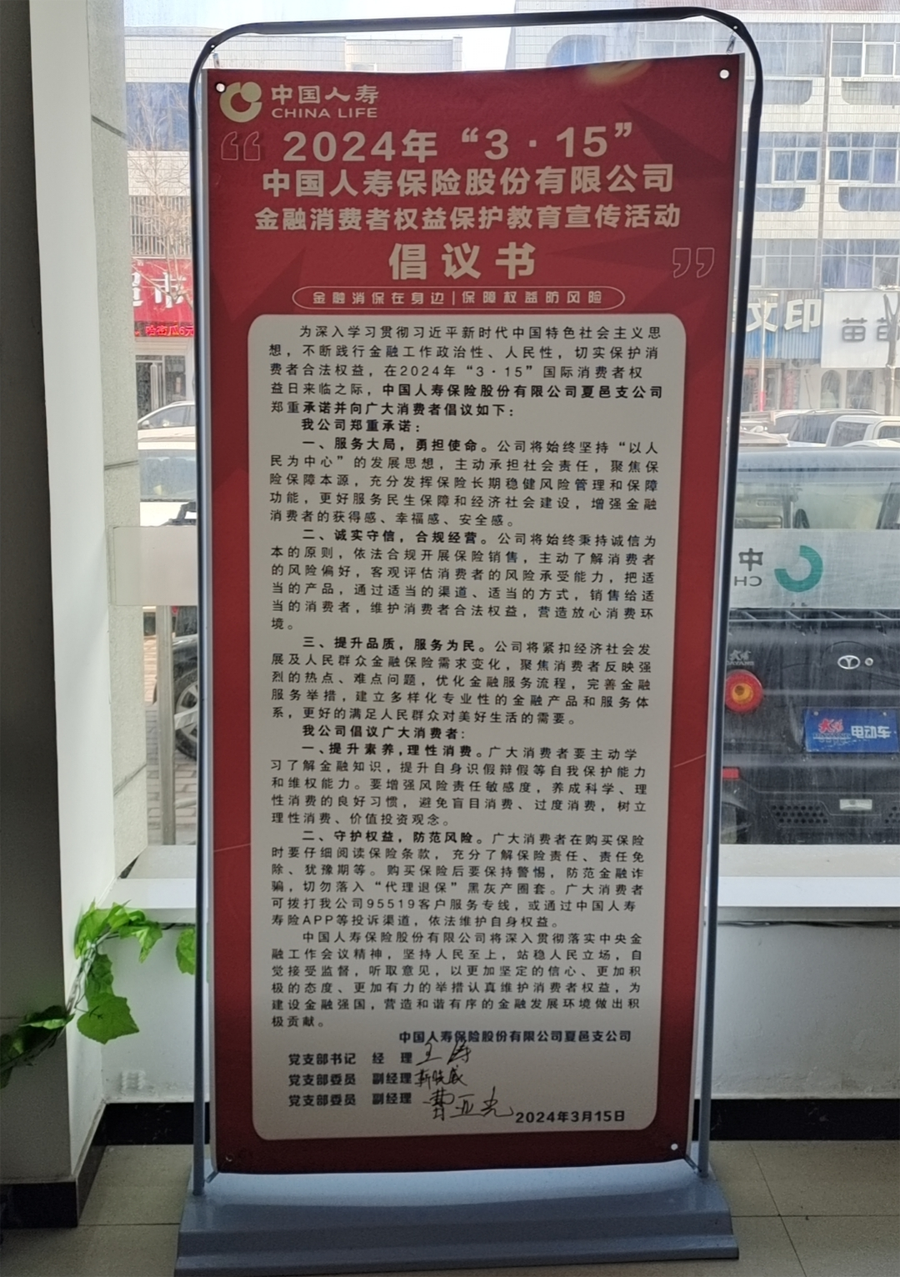 中国人寿
CHINA LIFE
2024年“3·15”
中国人寿保险股份有限公司
金融消费者权益保护教育宣传活动
倡议书
金融消保在身边|保障权益防风险
为深入学习贯彻习近平新时代中国特色社会主义思
想，不断践行金融工作政治性、人民性，切实保护消
费者合法权益，在2024年“3·15”国际消费者权
益日来临之际，中国人寿保险股份有限公司夏邑支公司
郑重承诺并向广大消费者倡议如下：
我公司郑重承诺：
一、服务大局，勇担使命。公司将始终坚持“以人
民为中心”的发展思想，主动承担社会责任，聚焦保
险保障本源，充分发挥保险长期稳健风险管理和保障
功能，更好服务民生保障和经济社会建设，增强金融
消费者的获得感、幸福感、安全感。
二、诚实守信，合规经营。公司将始终秉持诚信为
本的原则，依法合规开展保险销售，主动了解消费者
的风险偏好，客观评估消费者的风险承受能力，把适
当的产品，通过适当的渠道、适当的方式，销售给适
当的消费者，维护消费者合法权益，营造放心消费环
境。
三、提升品质，服务为民。公司将紧扣经济社会发
展及人民群众金融保险需求变化，聚焦消费者反映强
烈的热点、难点问题，优化金融服务流程，完善金融
服务举措，建立多样化专业性的金融产品和服务体
系，更好的满足人民群众对美好生活的需要。
我公司倡议广大消费者：
一、提升素养，理性消费。广大消费者要主动学
习了解金融知识，提升自身识假辩假等自我保护能力
和维权能力。要增强风险责任敏感度，养成科学、理
性消费的良好习惯，避免盲目消费、过度消费，树立
理性消费、价值投资观念。
二、守护权益，防范风险。广大消费者在购买保险
时要仔细阅读保险条款，充分了解保险责任、责任免
除、犹豫期等。购买保险后要保持警惕，防范金融诈
骗，切勿落入“代理退保”黑灰产圈套。广大消费者
可拨打我公司95519客户服务专线，或通过中国人寿
寿险APP等投诉渠道，依法维护自身权益。
中国人寿保险股份有限公司将深入贯彻落实中央金
融工作会议精神，坚持人民至上，站稳人民立场，自
觉接受监督，听取意见，以更加坚定的信心、更加积
极的态度、更加有力的举措认真维护消费者权益，为
建设金融强国，营造和谐有序的金融发展环境做出积
极贡献。
中国人寿保险股份有限公司夏邑支公司
党支部书记 经 理 王涛
党支部委员 副经理
党支部委员 副经理 曹亚光
2024年3月15日
超市
文印
苗苗
中
CH
电动车